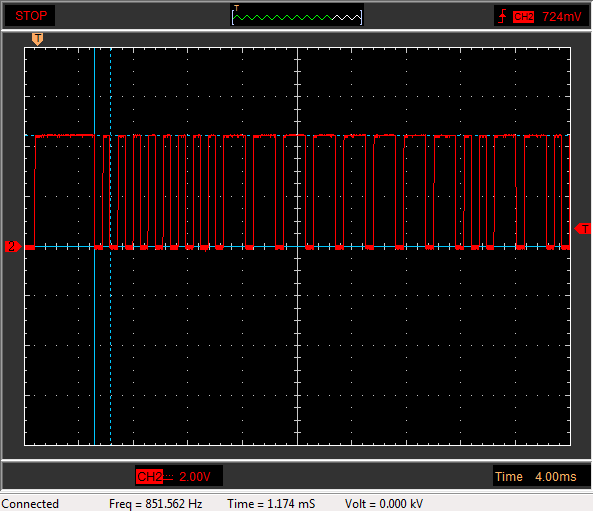 STOP
T
CH2 724mV
T
2
T
CH2 2.00V
Time 4.00ms
Connected Freq = 851.562 Hz Time = 1.174 mS Volt = 0.000 kV